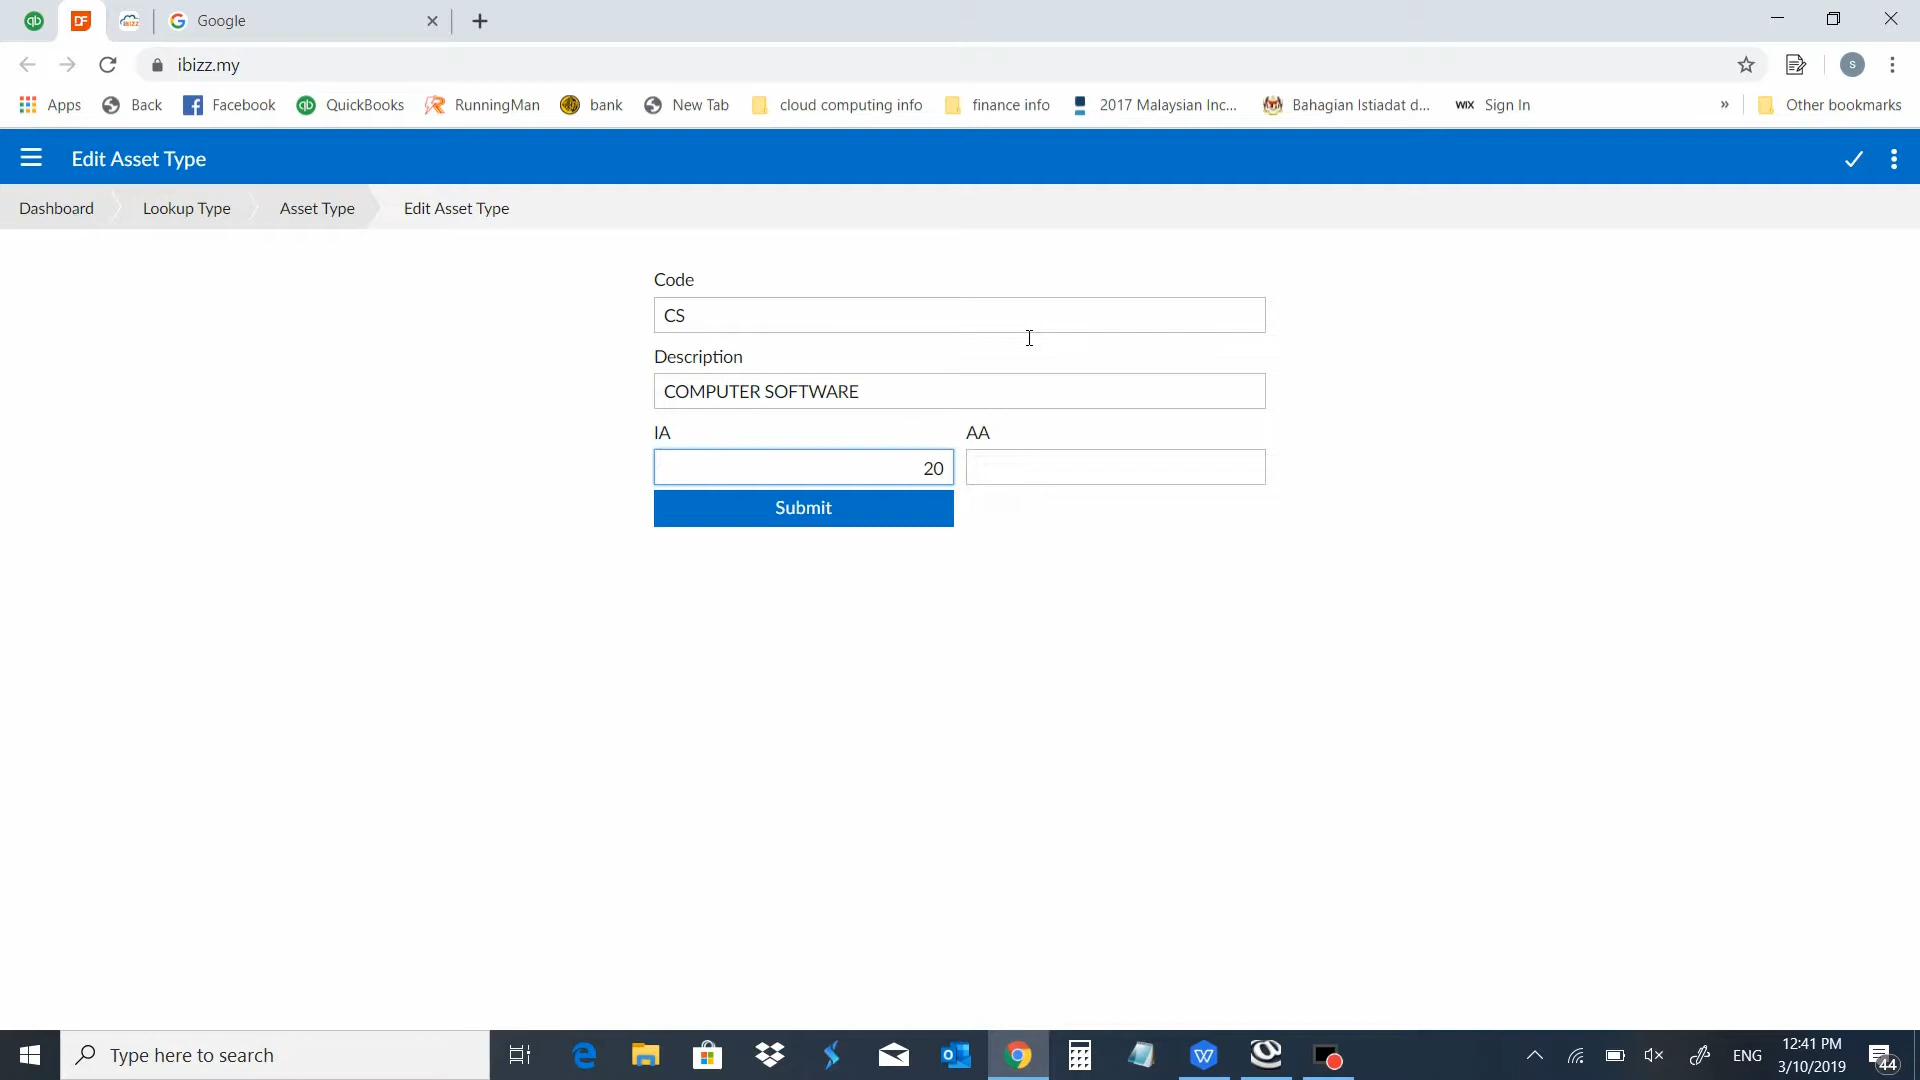 Google
ibizz.my
Apps Back Facebook QuickBooks RunningMan bank New Tab cloud computing info finance info 2017 Malaysian Inc... Bahagian Istiadat d... WIX Sign In » Other bookmarks
Edit Asset Type
Dashboard Lookup Type Asset Type Edit Asset Type
Code
CS
Description
COMPUTER SOFTWARE
IA AA
20
Submit
Type here to search
ENG
12:41 PM
3/10/2019
44